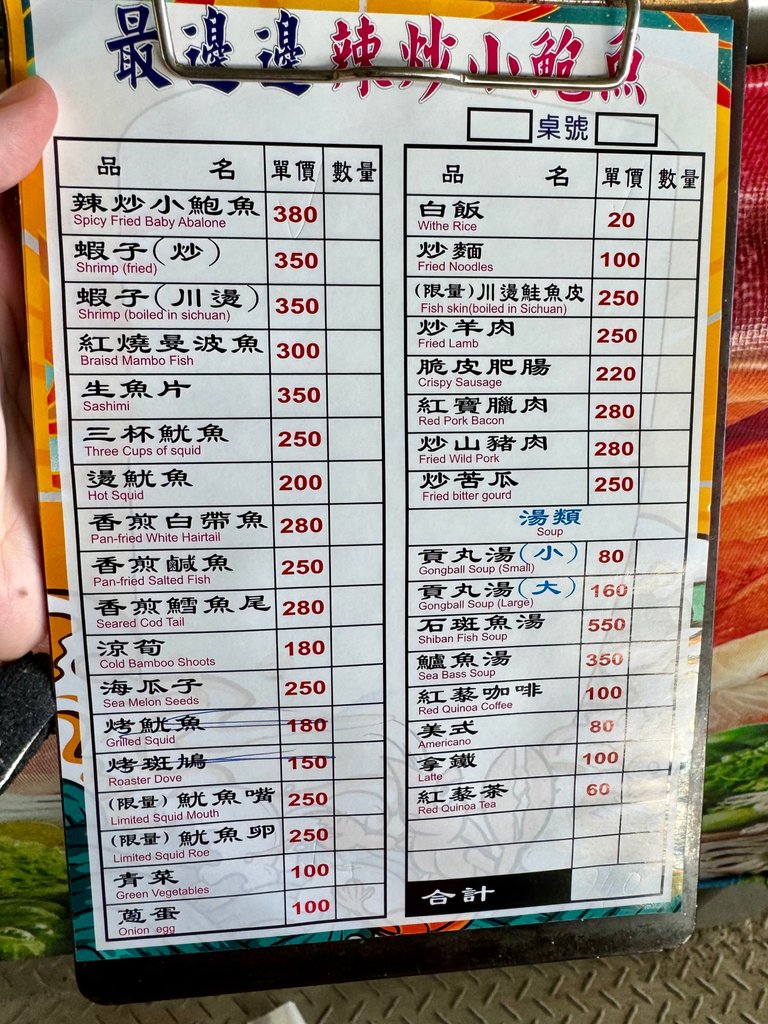 最邊邊辣炒小鮑魚
桌號
品名 單價 數量
辣炒小鮑魚 380
Spicy Fried Baby Abalone
蝦子(炒) 350
Shrimp (fried)
蝦子(川燙) 350
Shrimp (boiled in sichuan)
紅燒曼波魚 300
Braisd Mambo Fish
生魚片 350
Sashimi
三杯魷魚 250
Three Cups of squid
燙魷魚 200
Hot Squid
香煎白帶魚 280
Pan-fried White Hairtail
香煎鹹魚 250
Pan-fried Salted Fish
香煎鱈魚尾 280
Seared Cod Tail
涼筍 180
Cold Bamboo Shoots
海瓜子 250
Sea Melon Seeds
烤魷魚 180
Grilled Squid
烤斑鳩 150
Roaster Dove
(限量)魷魚嘴 250
Limited Squid Mouth
(限量)魷魚卵 250
Limited Squid Roe
青菜 100
Green Vegetables
蔥蛋 100
Onion egg
品名 單價 數量
白飯 20
Withe Rice
炒麵 100
Fried Noodles
(限量)川燙鮭魚皮 250
Fish skin(boiled in Sichuan)
炒羊肉 250
Fried Lamb
脆皮肥腸 220
Crispy Sausage
紅寶臘肉 280
Red Pork Bacon
炒山豬肉 280
Fried Wild Pork
炒苦瓜 250
Fried bitter gourd
湯類
Soup
貢丸湯(小) 80
Gongball Soup (Small)
貢丸湯(大) 160
Gongball Soup (Large)
石斑魚湯 550
Shiban Fish Soup
鱸魚湯 350
Sea Bass Soup
紅藜咖啡 100
Red Quinoa Coffee
美式 80
Americano
拿鐵 100
Latte
紅藜茶 60
Red Quinoa Tea
合計